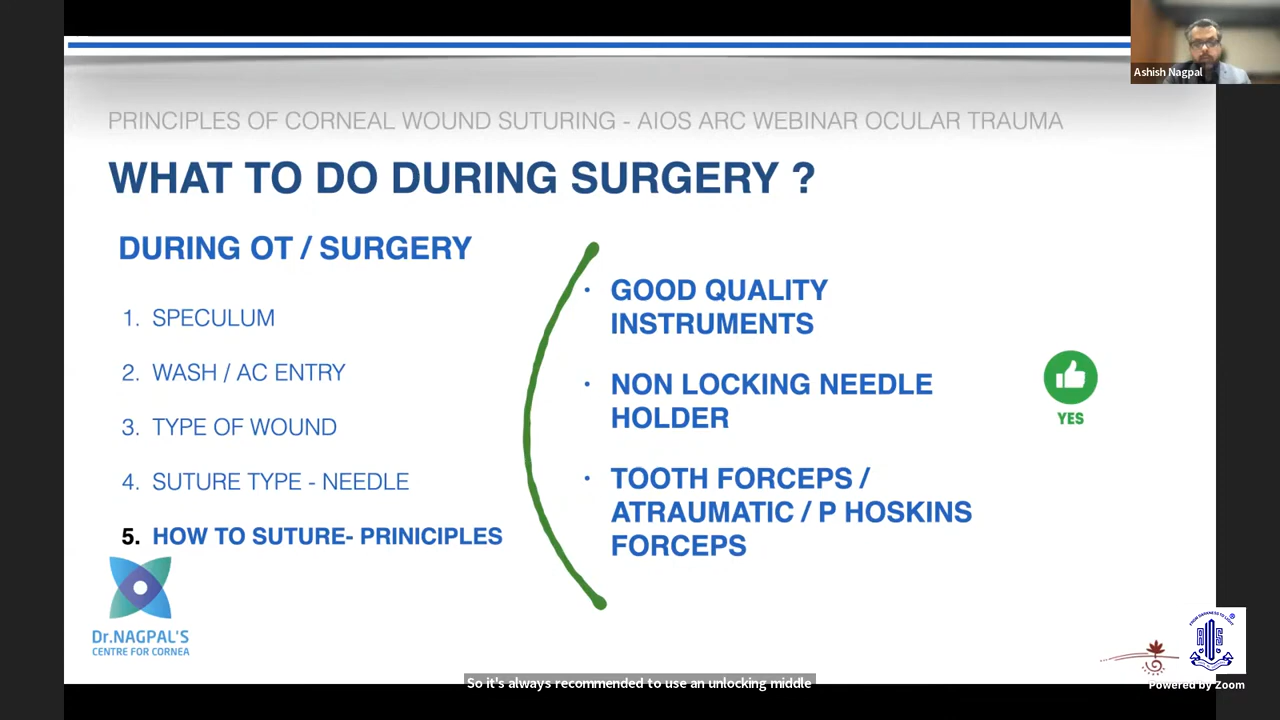 Ashish Nagpal
PRINCIPLES OF CORNEAL WOUND SUTURING - AIOS ARC WEBINAR OCULAR TRAUMA
WHAT TO DO DURING SURGERY ?
DURING OT / SURGERY
1. SPECULUM
2. WASH / AC ENTRY
3. TYPE OF WOUND
4. SUTURE TYPE - NEEDLE
5. HOW TO SUTURE- PRINICIPLES
· GOOD QUALITY
INSTRUMENTS
· NON LOCKING NEEDLE
HOLDER
· TOOTH FORCEPS /
ATRAUMATIC / P HOSKINS
FORCEPS
YES
Dr.NAGPAL'S
CENTRE FOR CORNEA
So it's always recommended to use an unlocking middle
Powered by Zoom